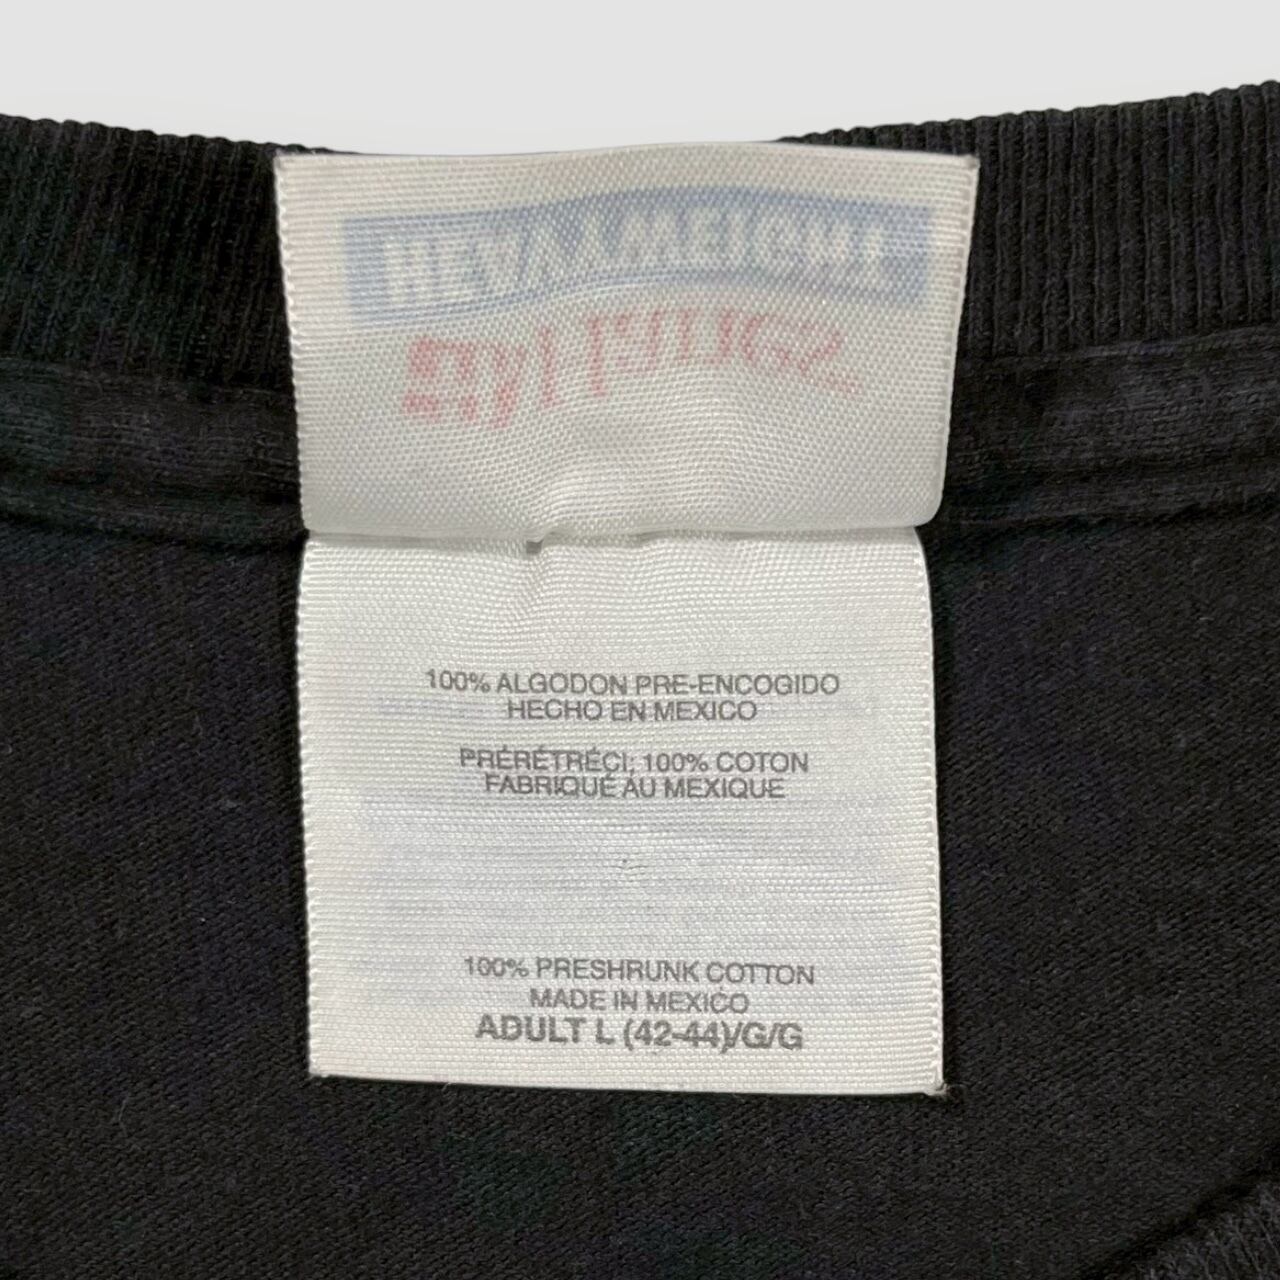 100% ALGODON PRE-ENCOGIDO
HECHO EN MEXICO
PRÉRÉTRÉCI; 100% COTON
FABRIQUÉ AU MEXIQUE
100% PRESHRUNK COTTON
MADE IN MEXICO
ADULT L (42-44)/G/G